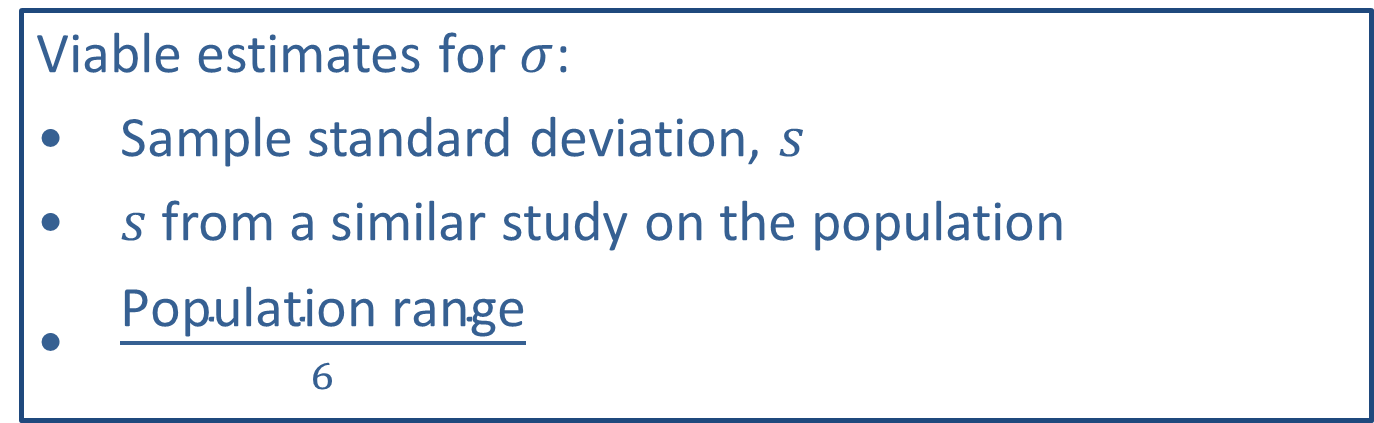 Viable estimates for σ:
• Sample standard deviation, s
• s from a similar study on the population
• Population range
6